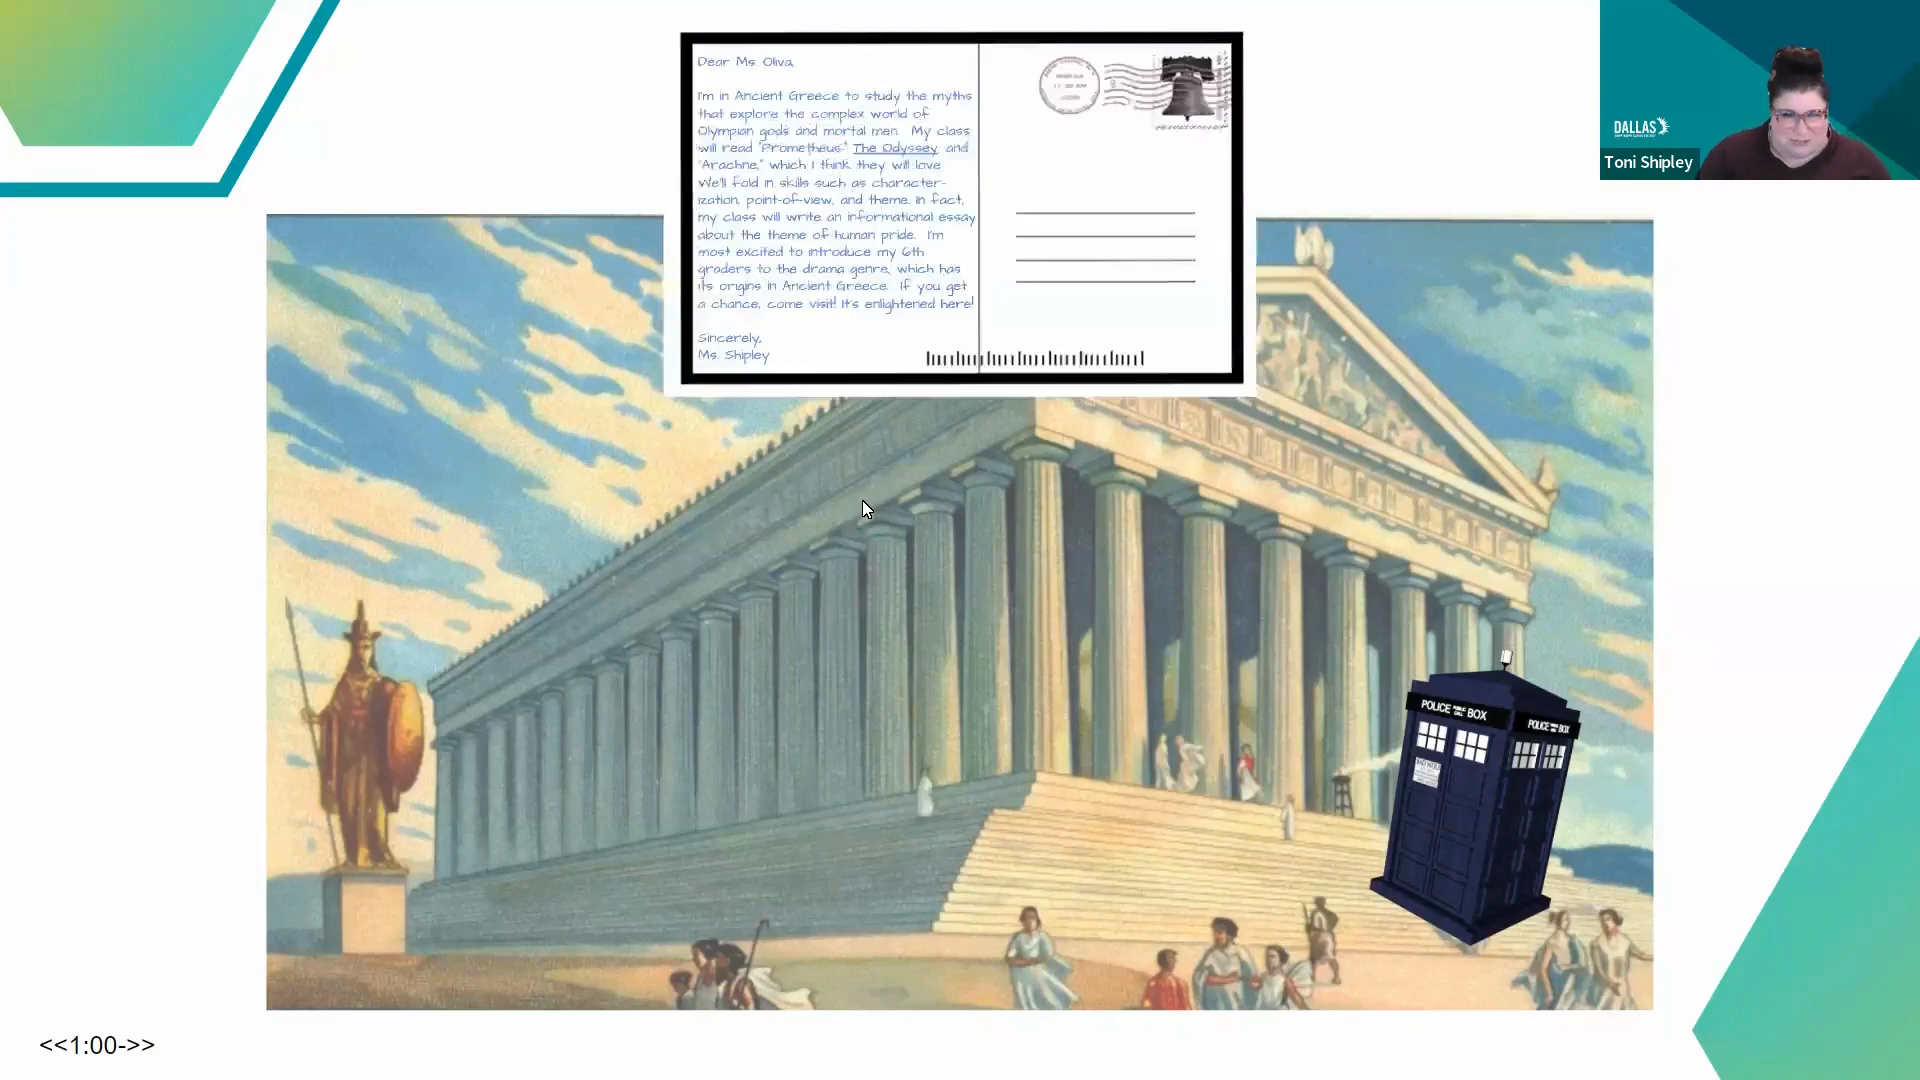 Dear Ms. Oliva,
I'm in Ancient Greece to study the myths
that explore the complex world of
Olympian gods and mortal men. My class
will read "Prometheus," The Odyssey, and
"Arachne," which I think they will love.
We'll fold in skills such as character-
ization, point-of-view, and theme. In fact,
my class will write an informational essay
about the theme of human pride. I'm
most excited to introduce my 6th
graders to the drama genre, which has
its origins in Ancient Greece. If you get
a chance, come visit! It's enlightened here!
Sincerely,
Ms. Shipley
DALLAS
Toni Shipley
POLICE PUBLIC CALL BOX
POLICE BOX
<<1:00->>